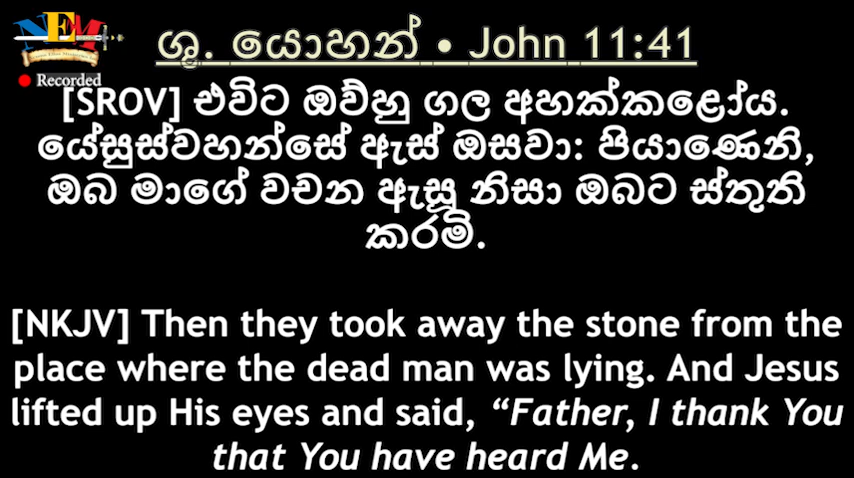 NEM
Recorded
ශු. යොහන් • John 11:41
[SROV] එවිට ඔව්හු ගල අහක්කළෝය.
යේසුස්වහන්සේ ඇස් ඔසවා: පියාණෙනි,
ඔබ මාගේ වචන ඇසූ නිසා ඔබට ස්තුති
කරමි.
[NKJV] Then they took away the stone from the
place where the dead man was lying. And Jesus
lifted up His eyes and said, “Father, I thank You
that You have heard Me.